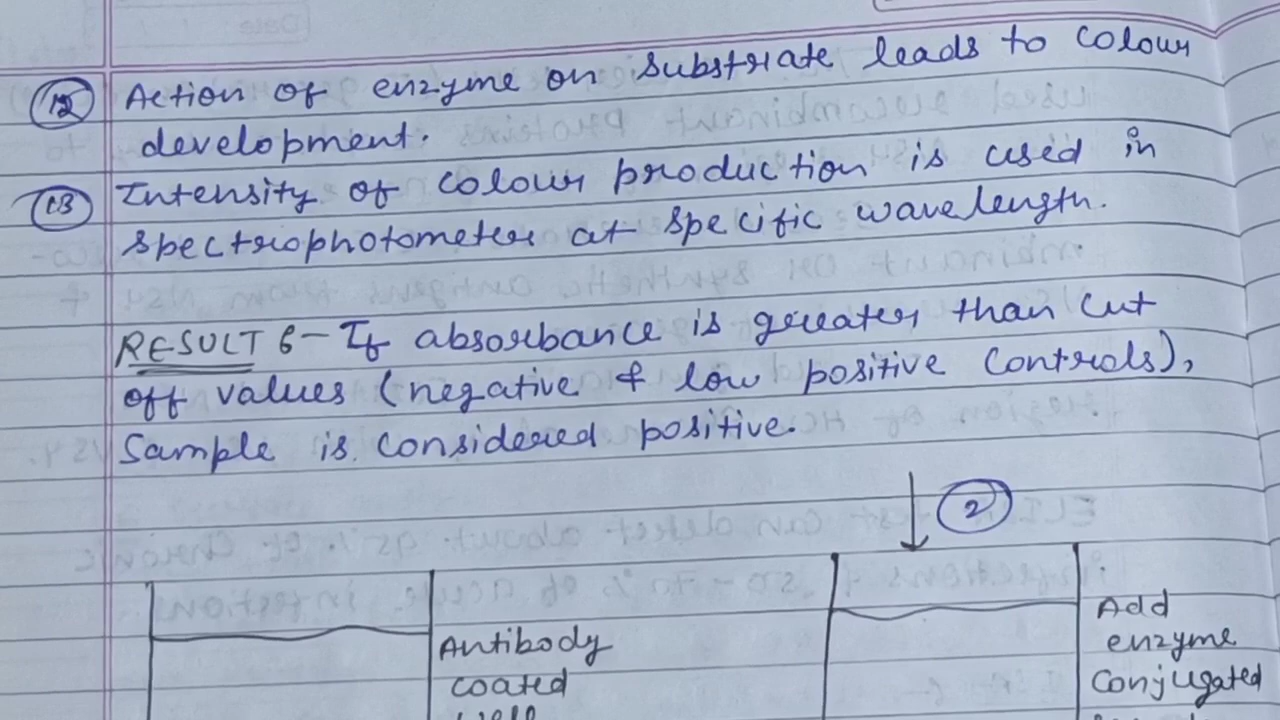 (12) Action of enzyme on substrate leads to colour
development.
(13) Intensity of colour production is used in
spectrophotometer at specific wavelength.
RESULT :- If absorbance is greater than cut
off values (negative & low positive controls),
Sample is considered positive.
2
Antibody
coated
well
Add
enzyme
Conjugated